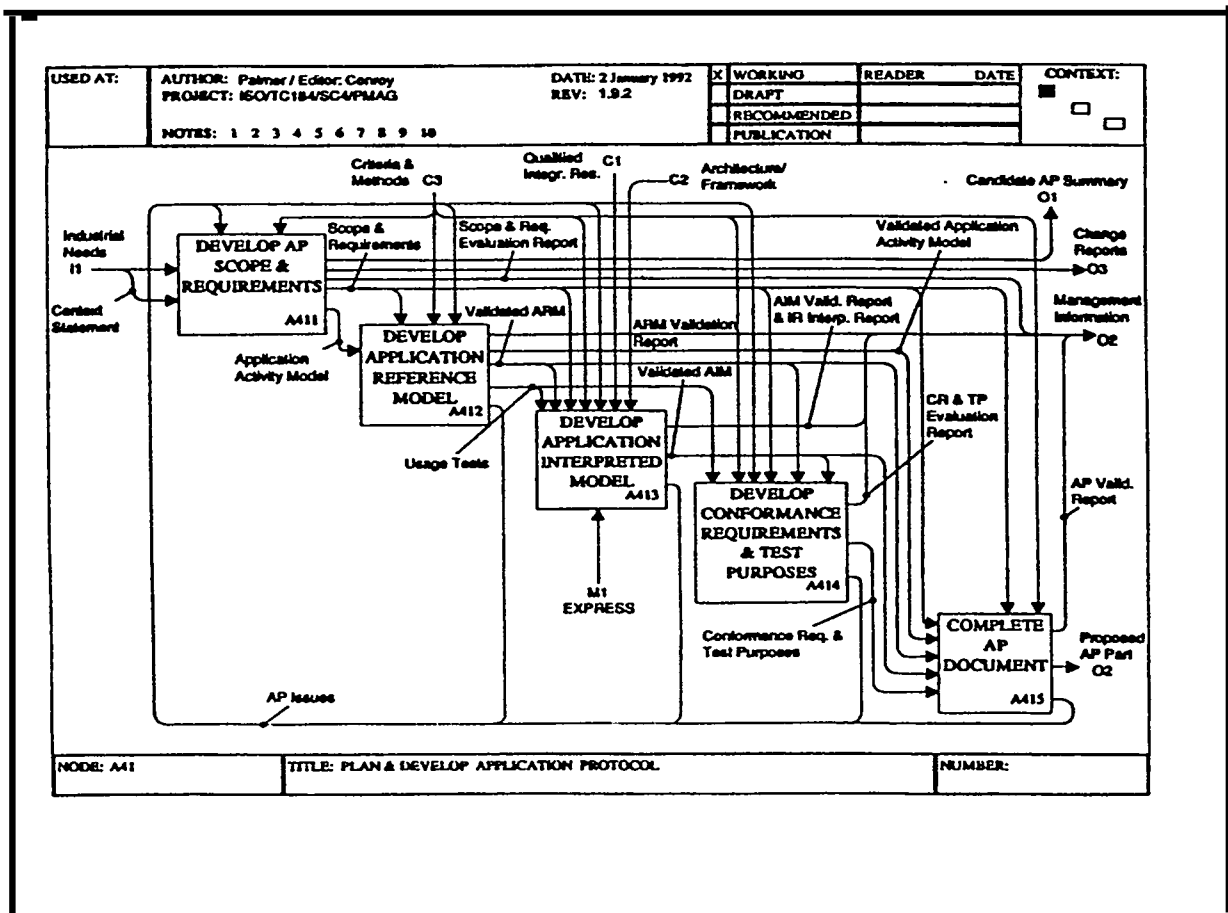 USED AT:
AUTHOR: Palmer / Editor: Conroy
PROJECT: ISO/TC184/SC4/PMAG
NOTES: 1 2 3 4 5 6 7 8 9 10
DATE: 2 January 1992
REV: 1.9.2
X WORKING
DRAFT
RECOMMENDED
PUBLICATION
READER DATE
CONTEXT:
Criteria &
Methods C3
Qualified
Integr. Res.
C1
C2
Architecture/
Framework
Candidate AP Summary
O1
Industrial
Needs
I1
Context
Statement
DEVELOP AP
SCOPE &
REQUIREMENTS
A411
Scope &
Requirements
Scope & Req.
Evaluation Report
Validated Application
Activity Model
Change
Reports
O3
Management
Information
O2
Application
Activity Model
DEVELOP
APPLICATION
REFERENCE
MODEL
A412
Validated ARM
ARM Validation
Report
AIM Valid. Report
& IR Interp. Report
Validated AIM
Usage Tests
DEVELOP
APPLICATION
INTERPRETED
MODEL
A413
CR & TP
Evaluation
Report
AP Valid.
Report
M1
EXPRESS
DEVELOP
CONFORMANCE
REQUIREMENTS
& TEST
PURPOSES
A414
Conformance Req. &
Test Purposes
COMPLETE
AP
DOCUMENT
A415
Proposed
AP Part
O2
AP Issues
NODE: A41
TITLE: PLAN & DEVELOP APPLICATION PROTOCOL
NUMBER: